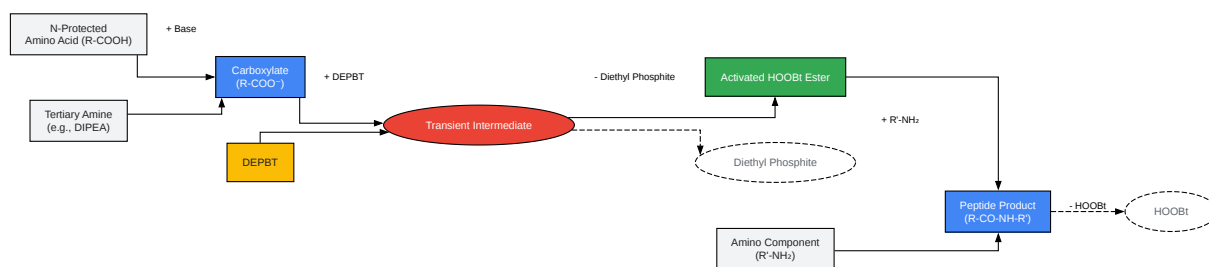 N-Protected
Amino Acid (R-COOH)
+ Base
Carboxylate
(R-COO⁻)
+ DEPBT
- Diethyl Phosphite
Activated HOOBt Ester
Tertiary Amine
(e.g., DIPEA)
Transient Intermediate
+ R'-NH₂
DEPBT
Diethyl Phosphite
Peptide Product
(R-CO-NH-R')
- HOOBt
HOOBt
Amino Component
(R'-NH₂)